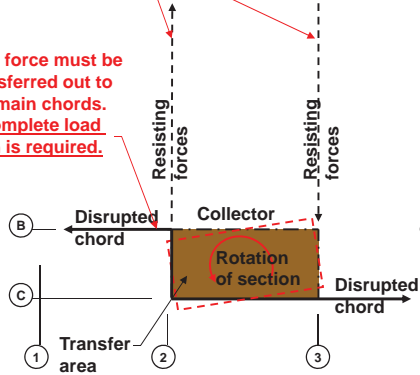 force must be
sferred out to
main chords.
omplete load
is required.
Resisting
forces
Resisting
forces
B
Disrupted
chord
Collector
Rotation
of section
C
Disrupted
chord
Transfer
area
1
2
3